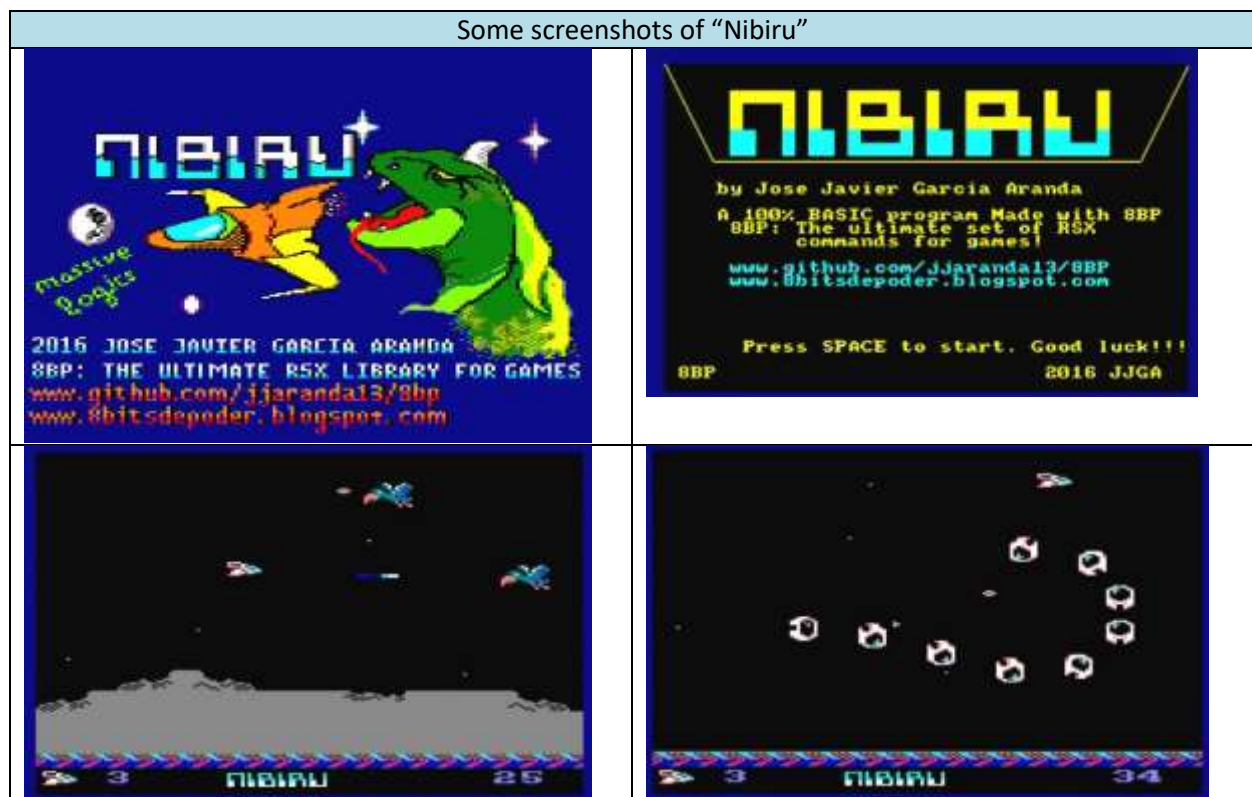 Some screenshots of “Nibiru”
NIBIRU
massive
logics
2016 JOSE JAVIER GARCIA ARANDA
8BP: THE ULTIMATE RSX LIBRARY FOR GAMES
www.github.com/jjaranda13/8bp
www.8bitsdepoder.blogspot.com
NIBIRU
by Jose Javier Garcia Aranda
A 100% BASIC program Made with 8BP
8BP: The ultimate set of RSX
commands for games!
www.github.com/jjaranda13/8BP
www.8bitsdepoder.blogspot.com
Press SPACE to start. Good luck!!!
8BP 2016 JJGA
3 NIBIRU 25
3 NIBIRU 34